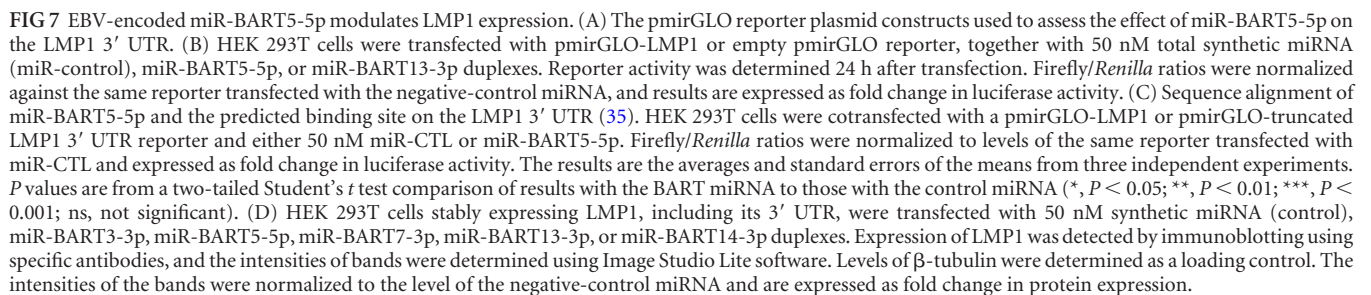 FIG 7 EBV-encoded miR-BART5-5p modulates LMP1 expression. (A) The pmirGLO reporter plasmid constructs used to assess the effect of miR-BART5-5p on
the LMP1 3′ UTR. (B) HEK 293T cells were transfected with pmirGLO-LMP1 or empty pmirGLO reporter, together with 50 nM total synthetic miRNA
(miR-control), miR-BART5-5p, or miR-BART13-3p duplexes. Reporter activity was determined 24 h after transfection. Firefly/Renilla ratios were normalized
against the same reporter transfected with the negative-control miRNA, and results are expressed as fold change in luciferase activity. (C) Sequence alignment of
miR-BART5-5p and the predicted binding site on the LMP1 3′ UTR (35). HEK 293T cells were cotransfected with a pmirGLO-LMP1 or pmirGLO-truncated
LMP1 3′ UTR reporter and either 50 nM miR-CTL or miR-BART5-5p. Firefly/Renilla ratios were normalized to levels of the same reporter transfected with
miR-CTL and expressed as fold change in luciferase activity. The results are the averages and standard errors of the means from three independent experiments.
P values are from a two-tailed Student's t test comparison of results with the BART miRNA to those with the control miRNA (*, P < 0.05; **, P < 0.01; ***, P <
0.001; ns, not significant). (D) HEK 293T cells stably expressing LMP1, including its 3′ UTR, were transfected with 50 nM synthetic miRNA (control),
miR-BART3-3p, miR-BART5-5p, miR-BART7-3p, miR-BART13-3p, or miR-BART14-3p duplexes. Expression of LMP1 was detected by immunoblotting using
specific antibodies, and the intensities of bands were determined using Image Studio Lite software. Levels of β-tubulin were determined as a loading control. The
intensities of the bands were normalized to the level of the negative-control miRNA and are expressed as fold change in protein expression.